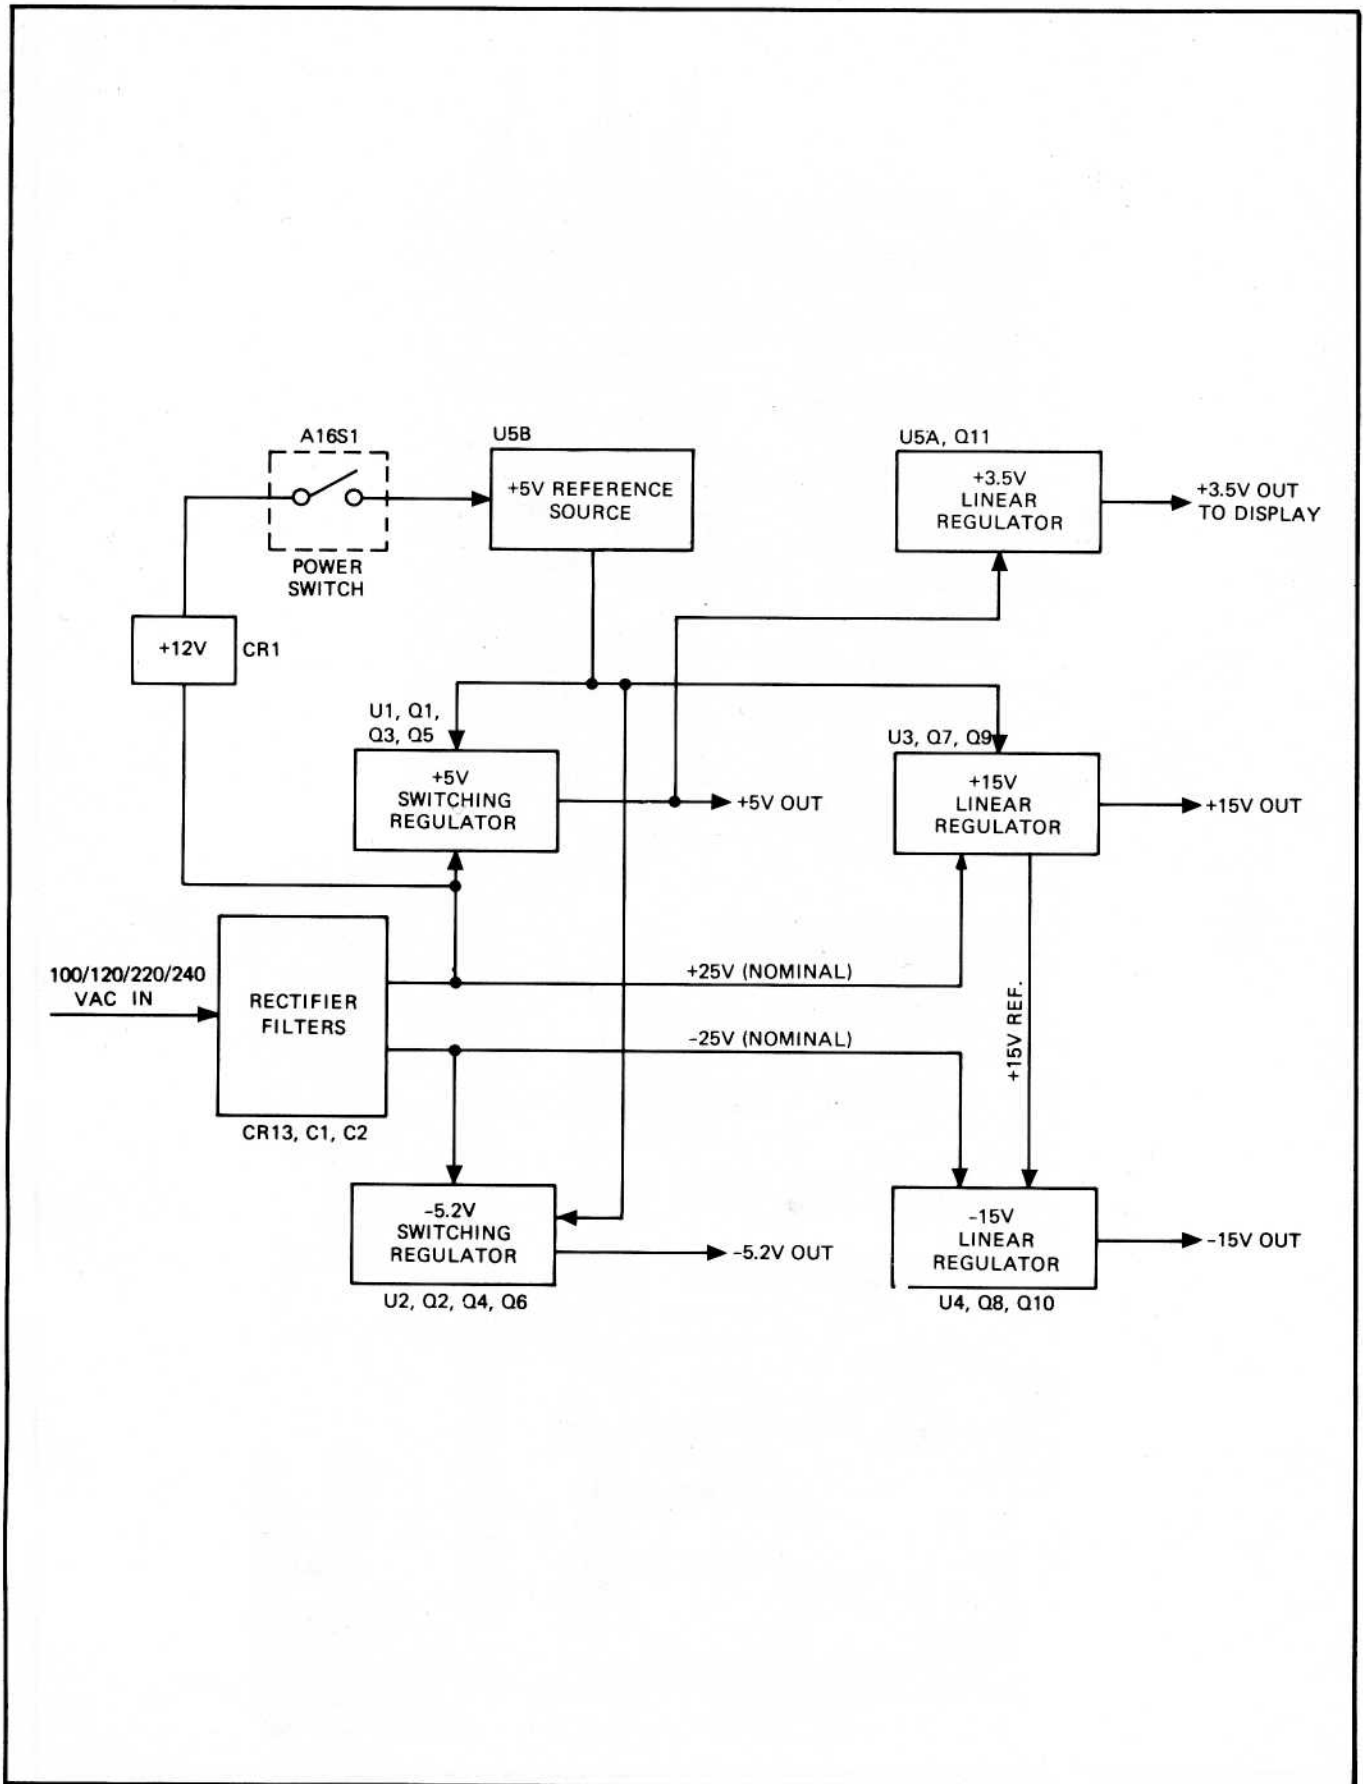 A16S1
POWER
SWITCH
U5B
+5V REFERENCE
SOURCE
U5A, Q11
+3.5V
LINEAR
REGULATOR
+3.5V OUT
TO DISPLAY
+12V
CR1
U1, Q1,
Q3, Q5
+5V
SWITCHING
REGULATOR
+5V OUT
U3, Q7, Q9
+15V
LINEAR
REGULATOR
+15V OUT
100/120/220/240
VAC IN
RECTIFIER
FILTERS
CR13, C1, C2
+25V (NOMINAL)
-25V (NOMINAL)
+15V REF.
-5.2V
SWITCHING
REGULATOR
-5.2V OUT
U2, Q2, Q4, Q6
-15V
LINEAR
REGULATOR
-15V OUT
U4, Q8, Q10